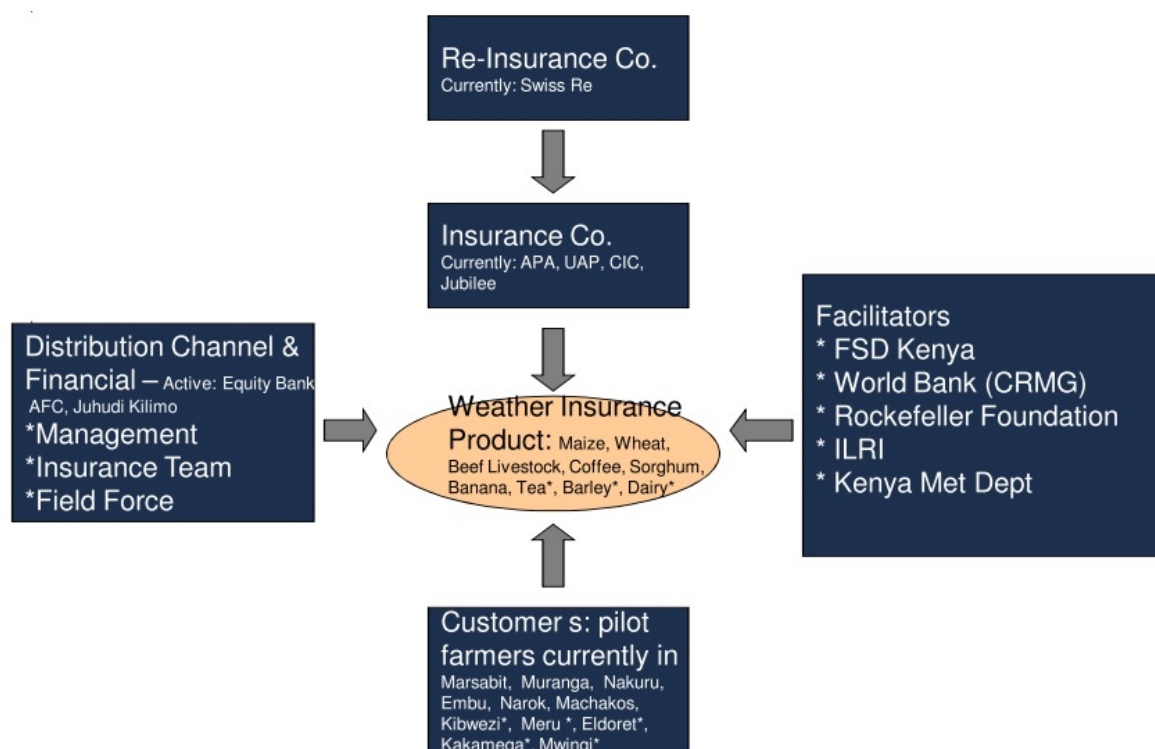 Re-Insurance Co.
Currently: Swiss Re
Insurance Co.
Currently: APA, UAP, CIC,
Jubilee
Distribution Channel &
Financial – Active: Equity Bank
AFC, Juhudi Kilimo
*Management
*Insurance Team
*Field Force
Weather Insurance
Product: Maize, Wheat,
Beef Livestock, Coffee, Sorghum,
Banana, Tea*, Barley*, Dairy*
Facilitators
* FSD Kenya
* World Bank (CRMG)
* Rockefeller Foundation
* ILRI
* Kenya Met Dept
Customer s: pilot
farmers currently in
Marsabit, Muranga, Nakuru,
Embu, Narok, Machakos,
Kibwezi*, Meru *, Eldoret*,
Kakamega*, Mwingi*